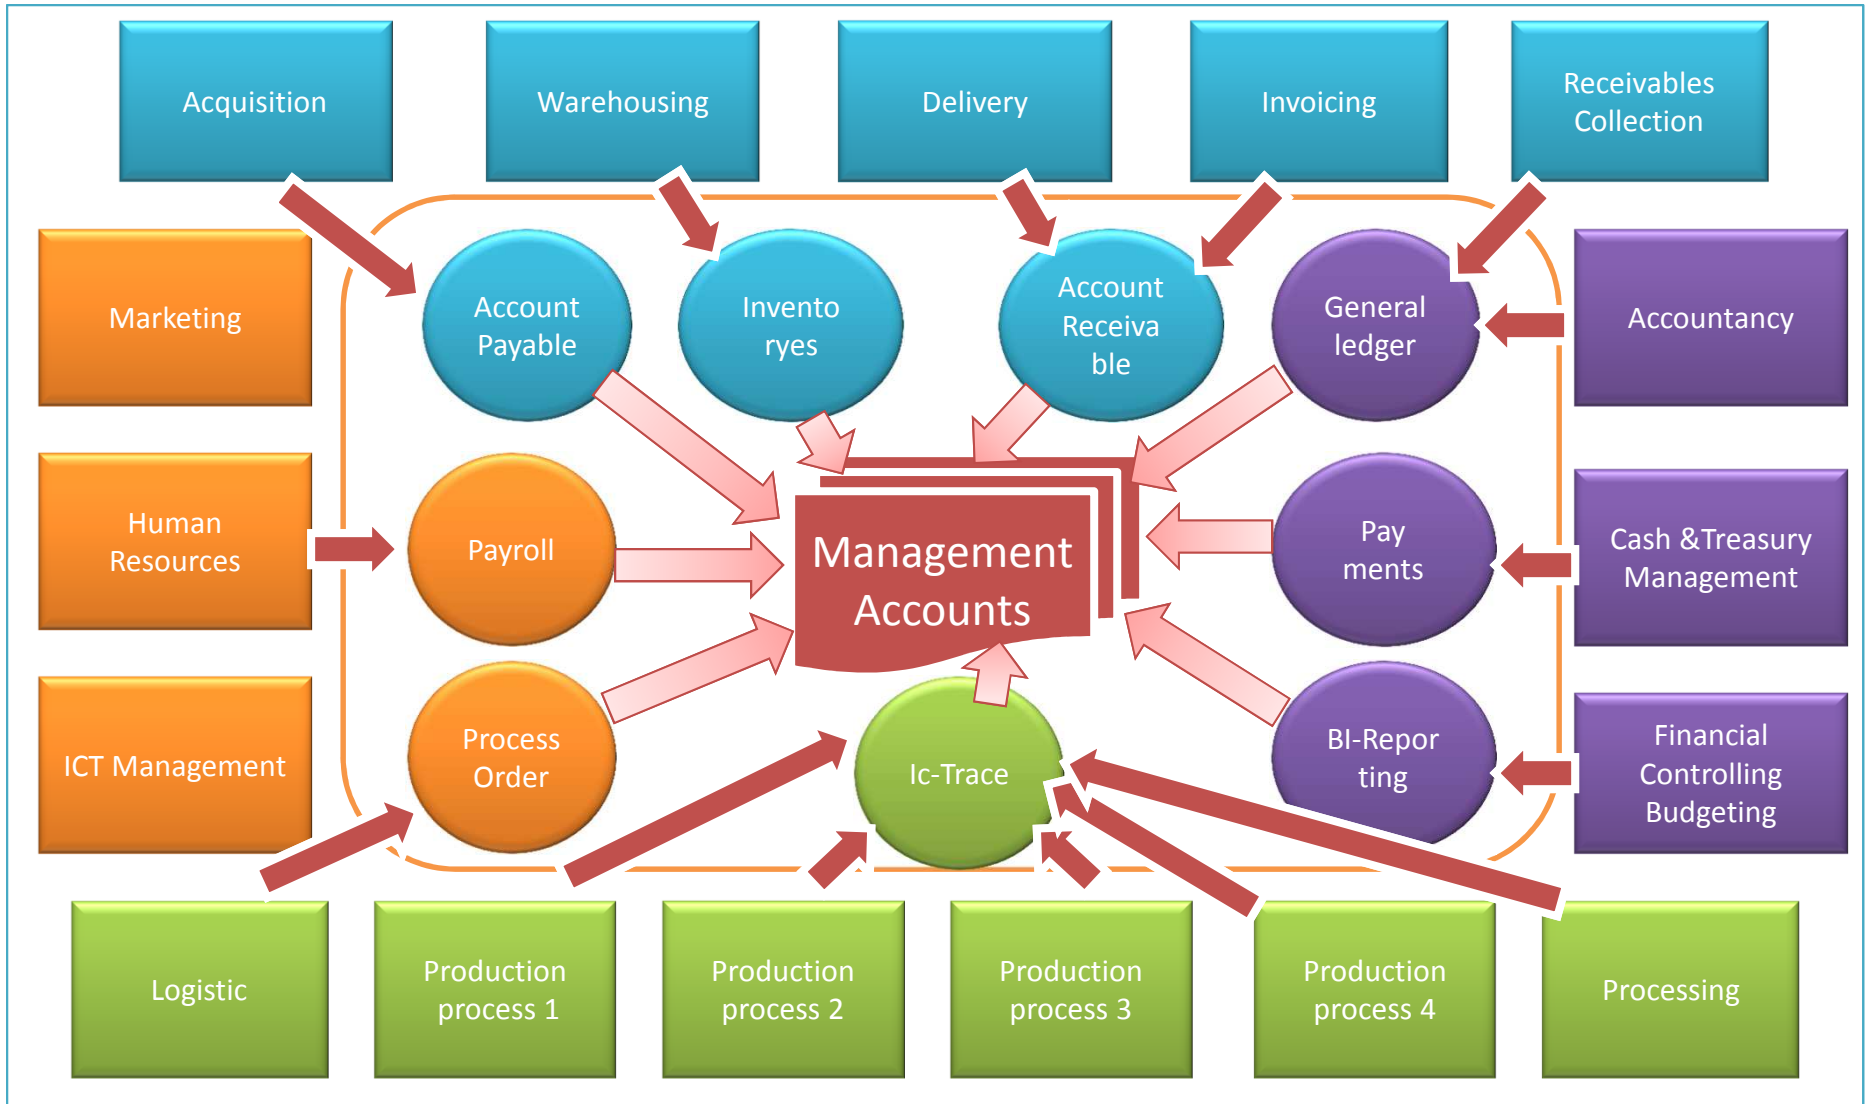 Acquisition
Warehousing
Delivery
Invoicing
Receivables
Collection
Marketing
Account
Payable
Invento
ryes
Account
Receiva
ble
General
ledger
Accountancy
Human
Resources
Payroll
Management
Accounts
Pay
ments
Cash &Treasury
Management
ICT Management
Process
Order
Ic-Trace
BI-Repor
ting
Financial
Controlling
Budgeting
Logistic
Production
process 1
Production
process 2
Production
process 3
Production
process 4
Processing